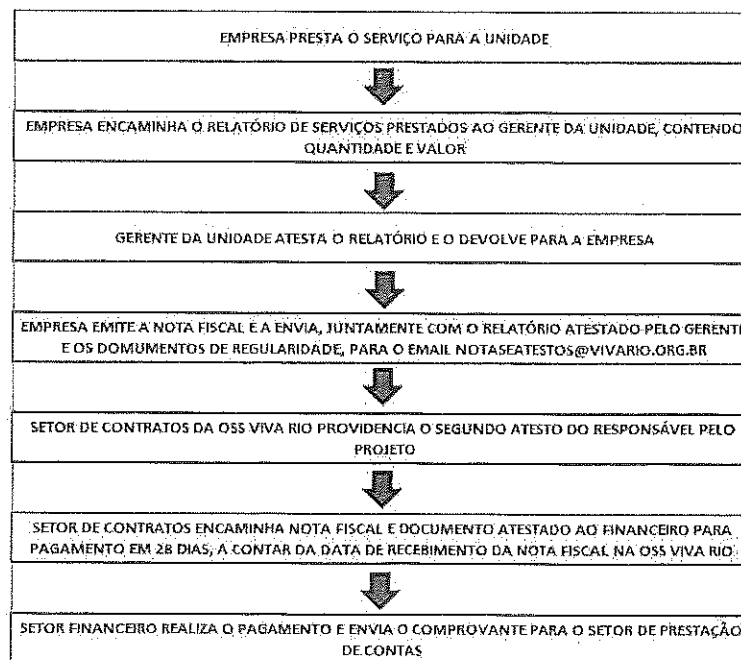 EMPRESA PRESTA O SERVIÇO PARA A UNIDADE
EMPRESA ENCAMINHA O RELATÓRIO DE SERVIÇOS PRESTADOS AO GERENTE DA UNIDADE, CONTENDO
QUANTIDADE E VALOR
GERENTE DA UNIDADE ATESTA O RELATÓRIO E O DEVOLVE PARA A EMPRESA
EMPRESA EMITE A NOTA FISCAL E A ENVIA, JUNTAMENTE COM O RELATÓRIO ATESTADO PELO GERENTE
E OS DOMUMENTOS DE REGULARIDADE, PARA O EMAIL NOTASEATESTOS@VIVARIO.ORG.BR
SETOR DE CONTRATOS DA OSS VIVA RIO PROVIDENCIA O SEGUNDO ATESTO DO RESPONSÁVEL PELO
PROJETO
SETOR DE CONTRATOS ENCAMINHA NOTA FISCAL E DOCUMENTO ATESTADO AO FINANCEIRO PARA
PAGAMENTO EM 28 DIAS, A CONTAR DA DATA DE RECEBIMENTO DA NOTA FISCAL NA OSS VIVA RIO
SETOR FINANCEIRO REALIZA O PAGAMENTO E ENVIA O COMPROVANTE PARA O SETOR DE PRESTAÇÃO
DE CONTAS